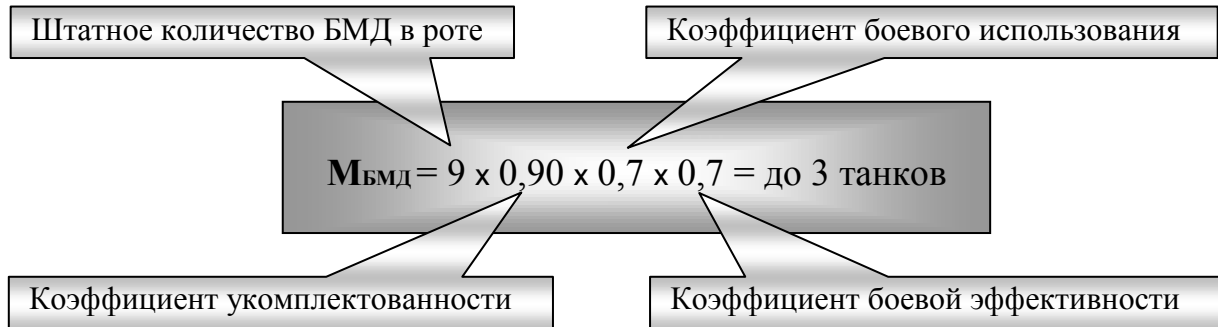 Штатное количество БМД в роте
Коэффициент боевого использования
МБМД = 9 х 0,90 х 0,7 х 0,7 = до 3 танков
Коэффициент укомплектованности
Коэффициент боевой эффективности